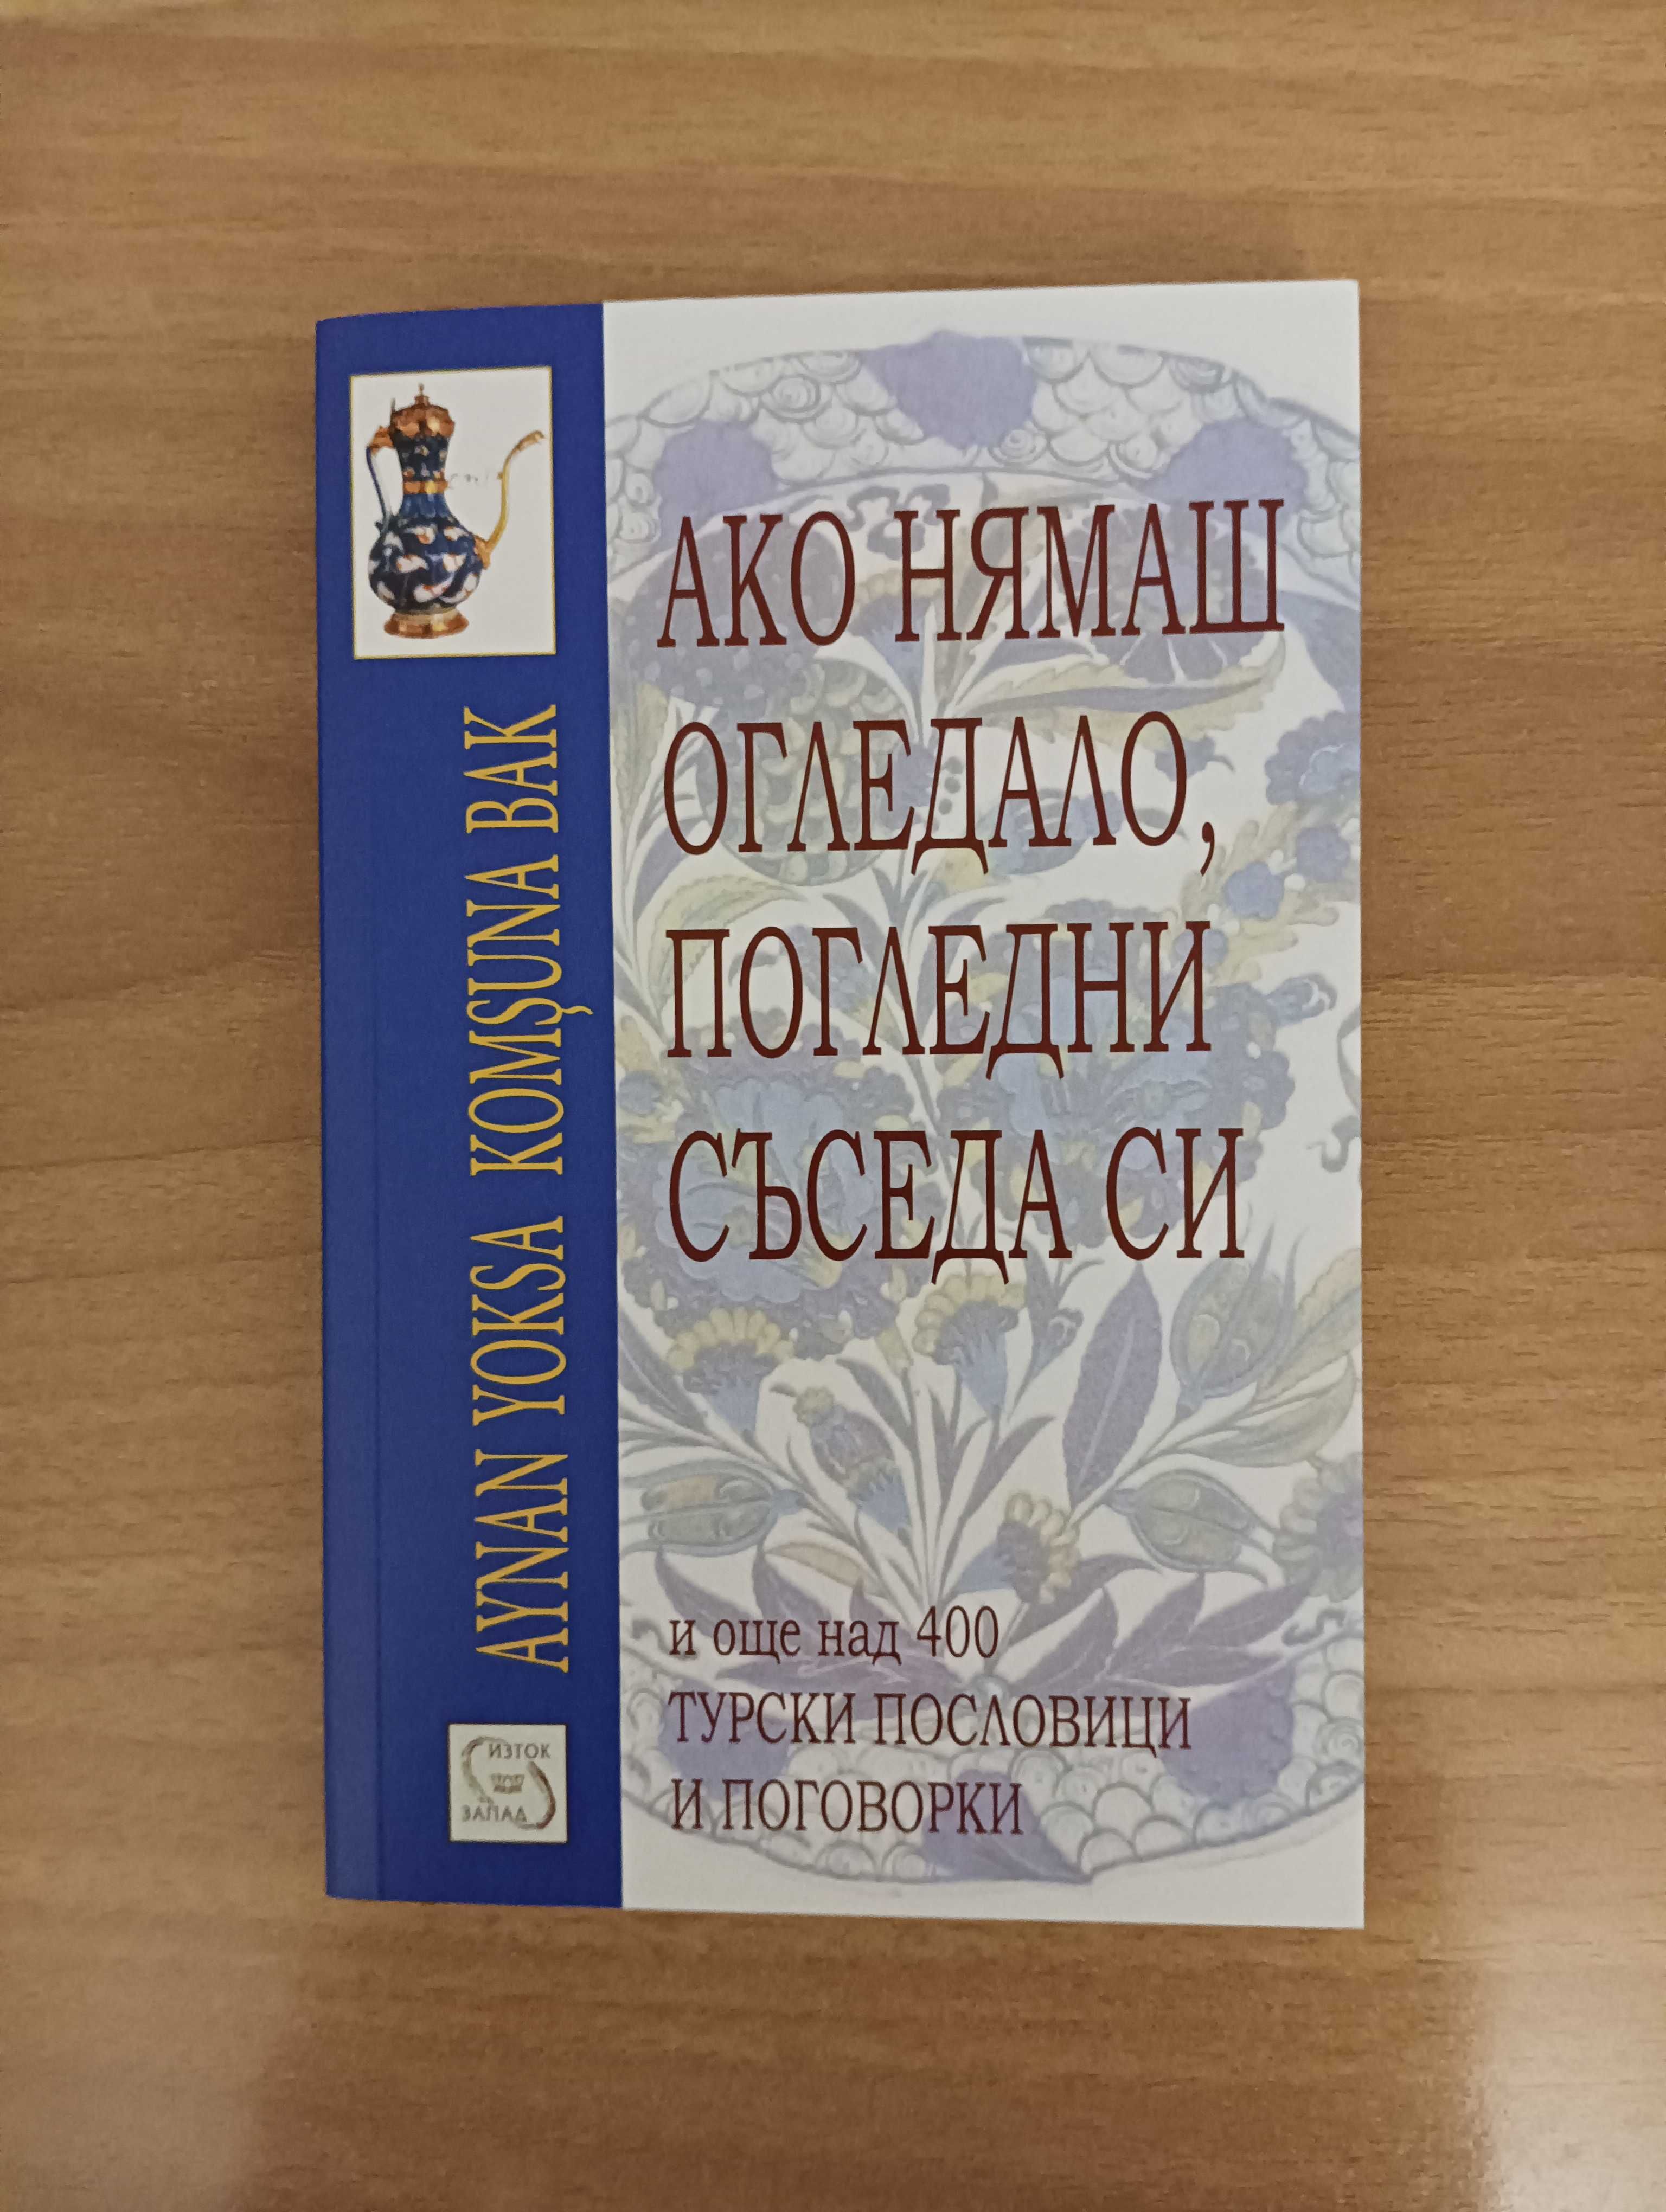 АКО НЯМАШ
ОГЛЕДАЛО,
ПОГЛЕДНИ
СЪСЕДА СИ
и още над 400
ТУРСКИ ПОСЛОВИЦИ
И ПОГОВОРКИ
AYNAN YOKSA KOMŞUNA BAK
ИЗТОК
ЗАПАД